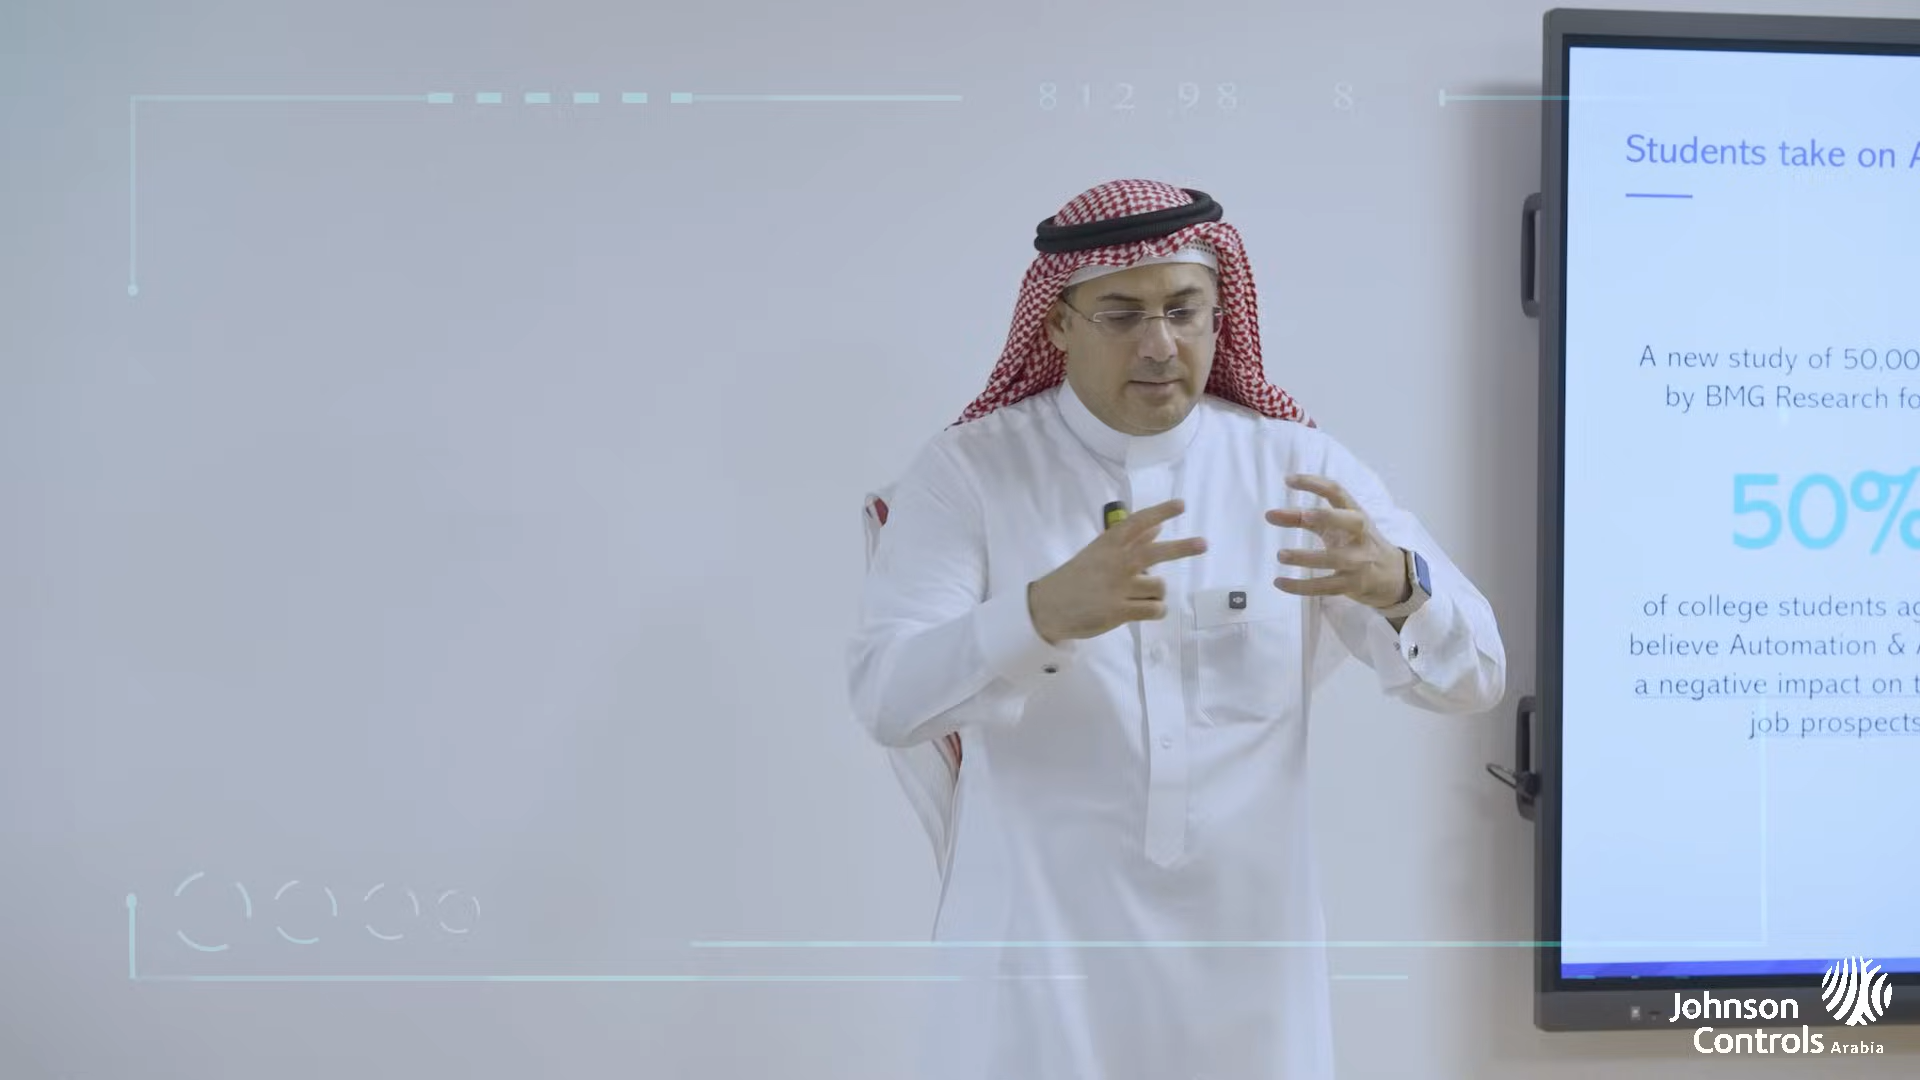 812 98 8
Students take on
A new study of 50,00
by BMG Research fo
50%
of college students ag
believe Automation &
a negative impact on t
job prospects
Johnson
Controls Arabia